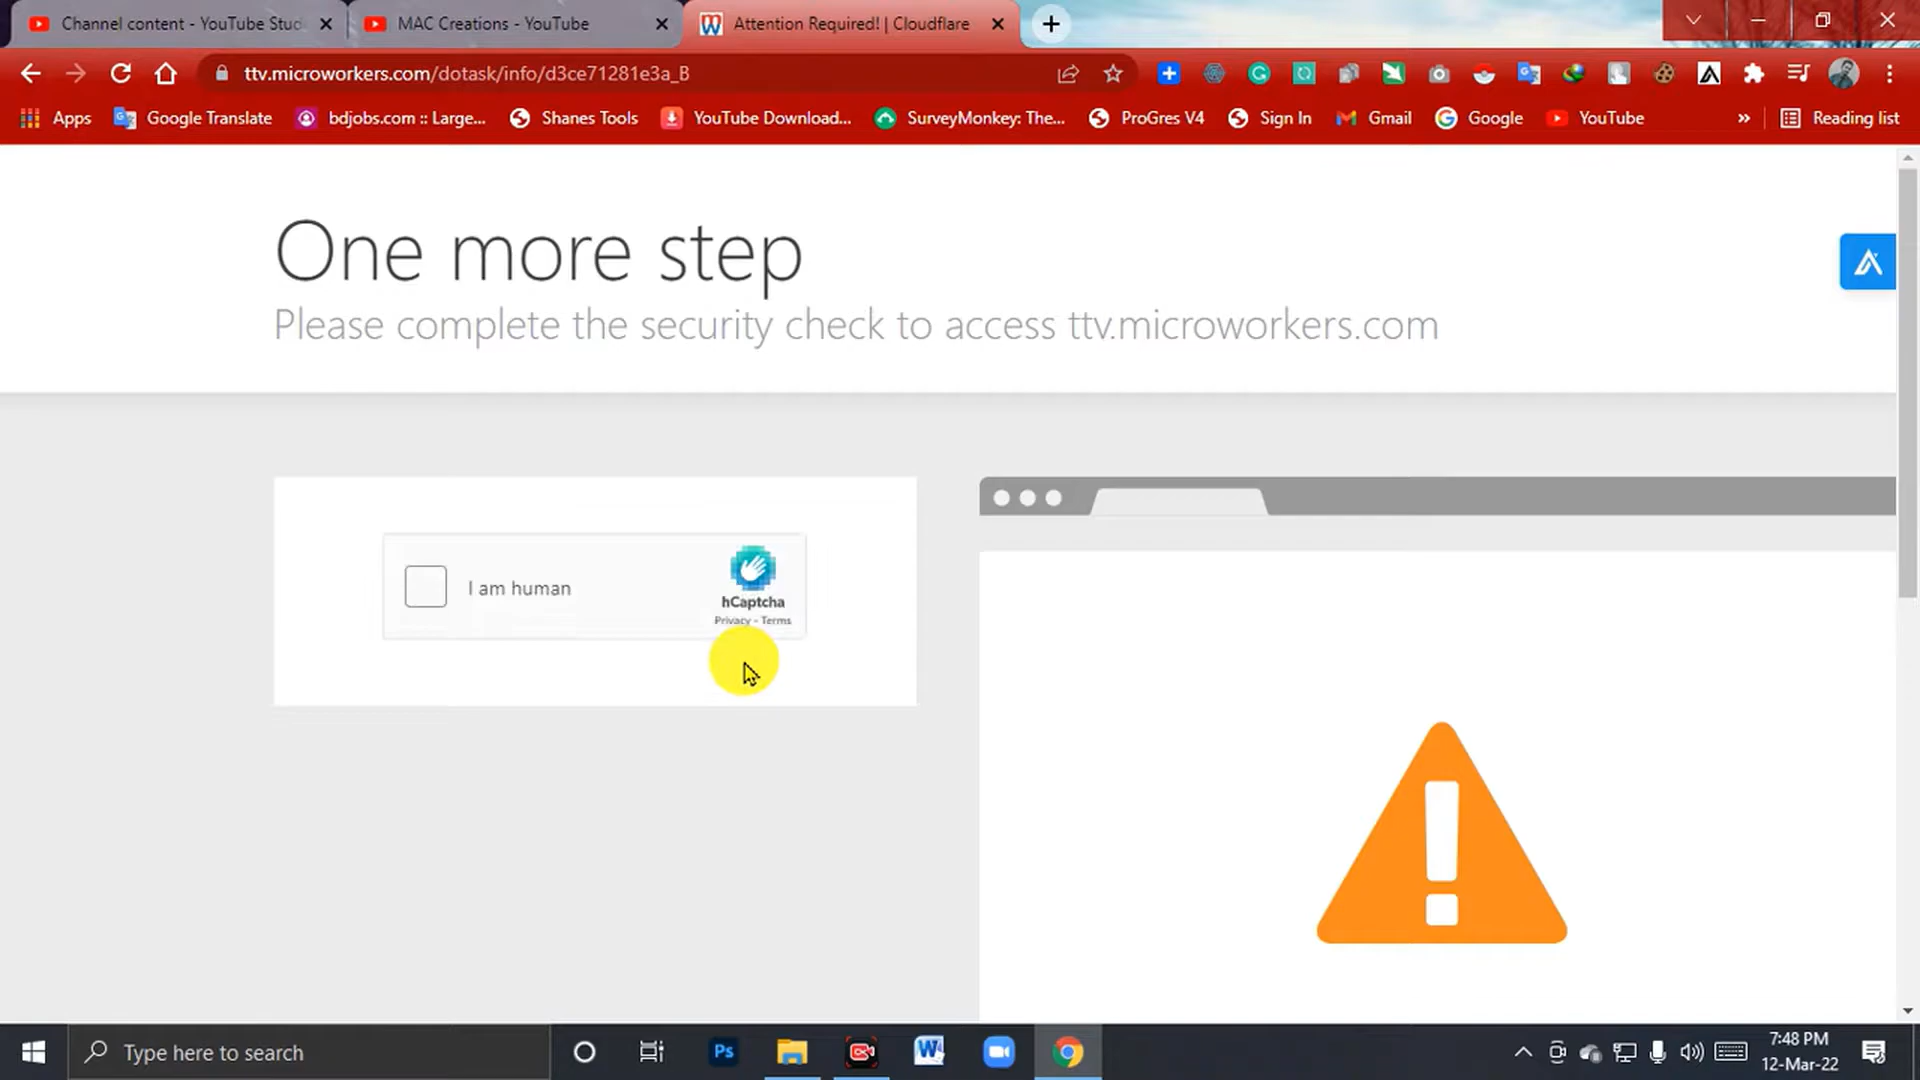 Channel content - YouTube Stud
MAC Creations - YouTube
Attention Required! | Cloudflare
ttv.microworkers.com/dotask/info/d3ce71281e3a_B
Apps
Google Translate
bdjobs.com :: Large...
Shanes Tools
YouTube Download...
SurveyMonkey: The...
ProGres V4
Sign In
Gmail
Google
YouTube
»
Reading list
One more step
Please complete the security check to access ttv.microworkers.com
I am human
hCaptcha
Privacy - Terms
Type here to search
Ps
W
7:48 PM
12-Mar-22